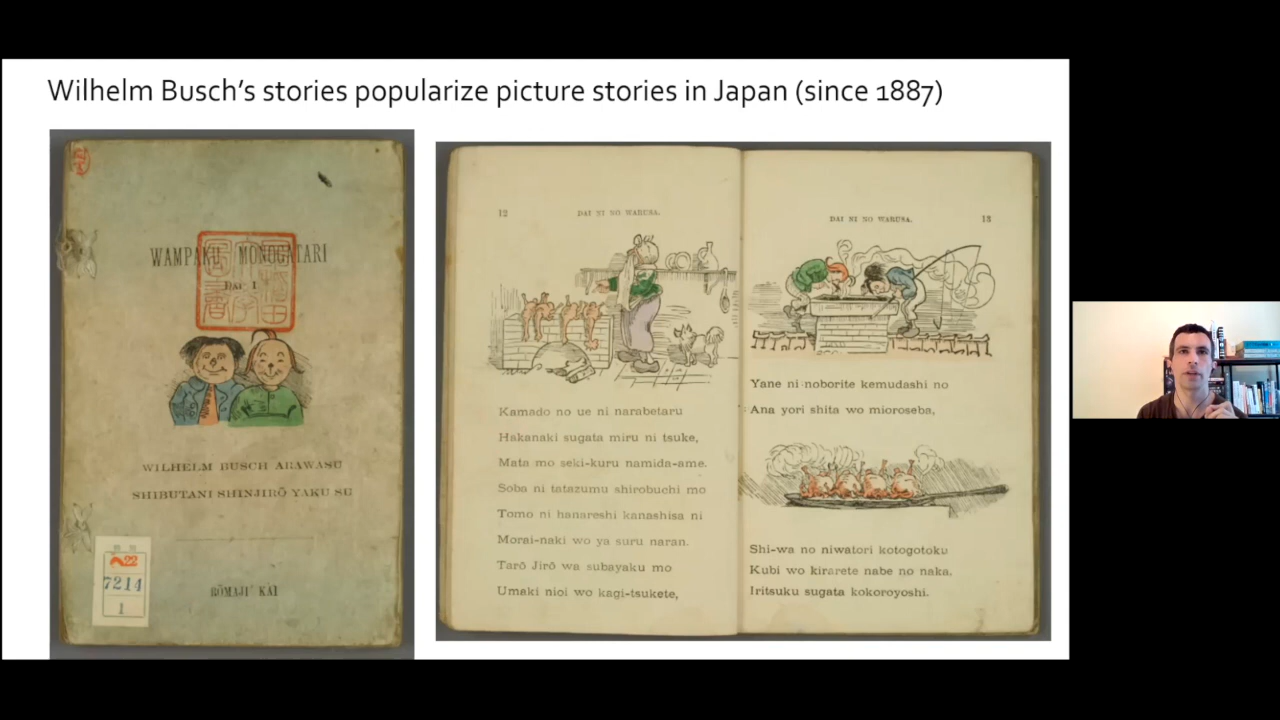 Wilhelm Busch’s stories popularize picture stories in Japan (since 1887)
WAMPAKU MONOGATARI
DAI I
WILHELM BUSCH ARAWASU
SHIBUTANI SHINJIRŌ YAKU SU
22
7214
1
RŌMAJI KAI
12
DAI NI NO WARUSA.
Kamado no ue ni narabetaru
Hakanaki sugata miru ni tsuke,
Mata mo seki-kuru namida-ame.
Soba ni tatazumu shirobuchi mo
Tomo ni hanareshi kanashisa ni
Morai-naki wo ya suru naran.
Tarō Jirō wa subayaku mo
Umaki nioi wo kagi-tsukete,
DAI NI NO WARUSA.
13
Yane ni noborite kemudashi no
Ana yori shita wo mioroseba,
Shi-wa no niwatori kotogotoku
Kubi wo kirarete nabe no naka.
Iritsuku sugata kokoroyoshi.